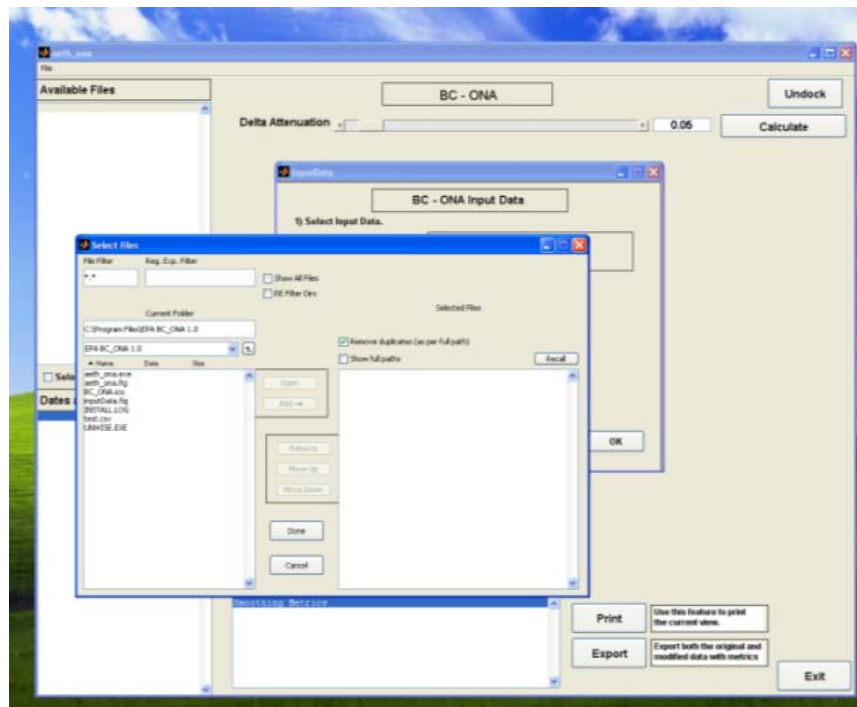 aeth_ona
File
Available Files
BC - ONA
Undock
Delta Attenuation
0.05
Calculate
InputData
BC - ONA Input Data
1) Select Input Data.
Select Files
File Filter
Reg. Exp. Filter
*.*
Show All Files
RE Filter Dirs
Current Folder
Selected Files
C:\Program Files\EPA BC_ONA 1.0
EPA BC_ONA 1.0
Remove duplicates (as per full path)
Show full paths
Recall
Name
Date
Size
aeth_ona.exe
aeth_ona.fig
BC_ONA.ico
InputData.fig
INSTALL.LOG
test.csv
UNWISE.EXE
Open
Add
Remove
Move Up
Move Down
Done
Cancel
Sele
Dates
OK
Smoothing Metrics
Print
Use this feature to print
the current view.
Export
Export both the original and
modified data with metrics
Exit